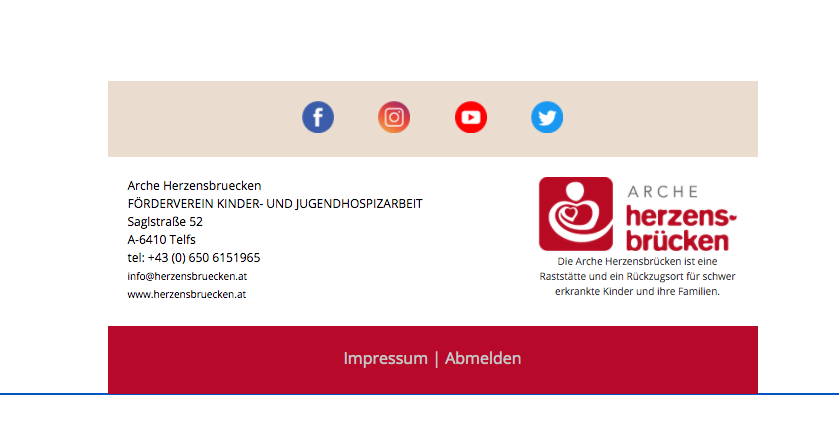 Arche Herzensbruecken
FÖRDERVEREIN KINDER- UND JUGENDHOSPIZARBEIT
Saglstraße 52
A-6410 Telfs
tel: +43 (0) 650 6151965
info@herzensbruecken.at
www.herzensbruecken.at
ARCHE
herzens-
brücken
Die Arche Herzensbrücken ist eine
Raststätte und ein Rückzugsort für schwer
erkrankte Kinder und ihre Familien.
Impressum | Abmelden